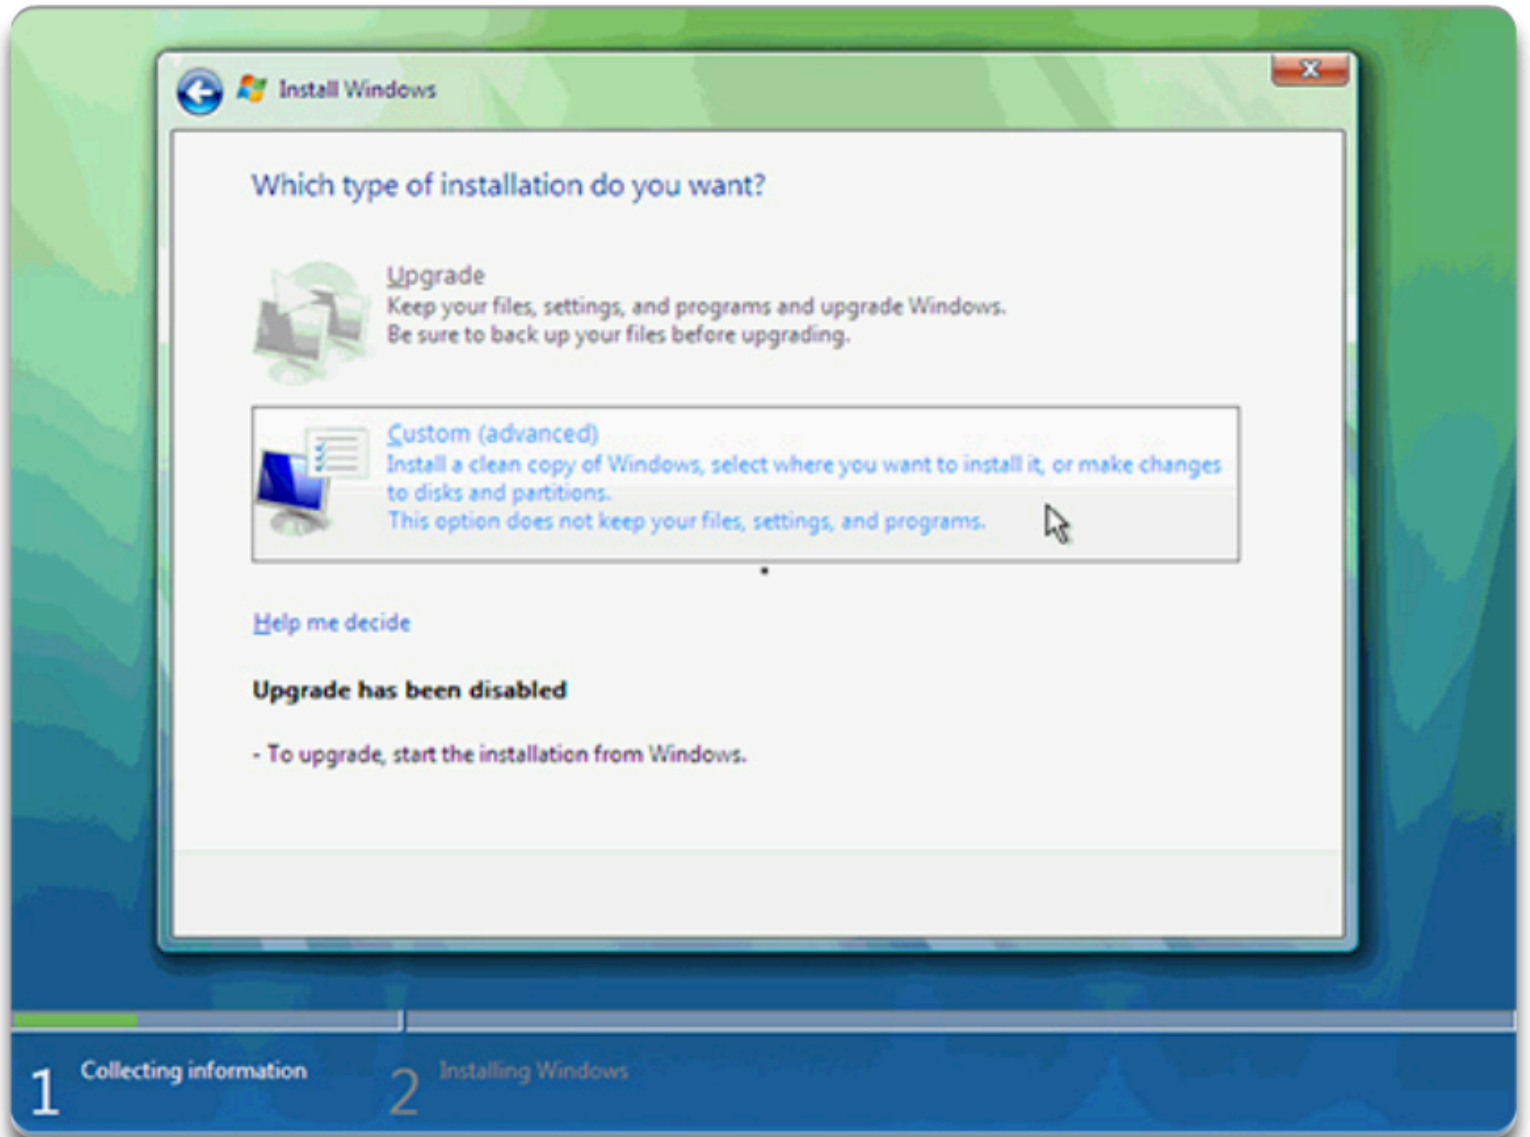 Install Windows
Which type of installation do you want?
Upgrade
Keep your files, settings, and programs and upgrade Windows.
Be sure to back up your files before upgrading.
Custom (advanced)
Install a clean copy of Windows, select where you want to install it, or make changes
to disks and partitions.
This option does not keep your files, settings, and programs.
Help me decide
Upgrade has been disabled
- To upgrade, start the installation from Windows.
1 Collecting information
2 Installing Windows